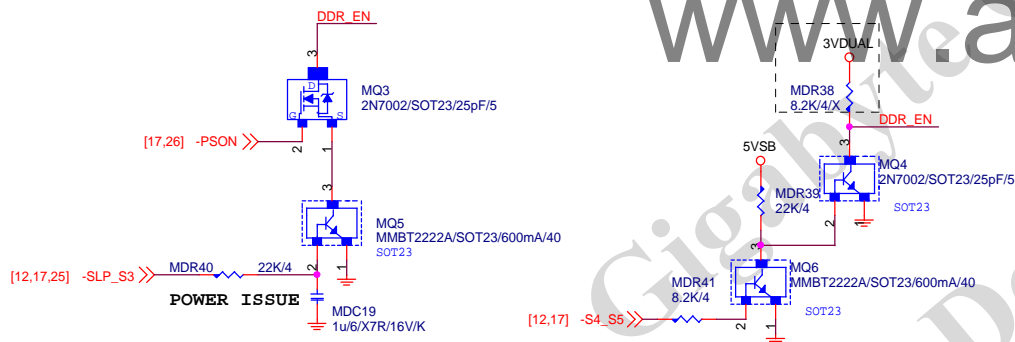 DDR_EN
3
D
G
S
MQ3
2N7002/SOT23/25pF/5
[17,26] -PSON
2
1
3
MQ5
MMBT2222A/SOT23/600mA/40
SOT23
2
1
[12,17,25] -SLP_S3
MDR40
22K/4
POWER ISSUE
MDC19
1u/6/X7R/16V/K
www.a
Gigabyte
D
3VDUAL
MDR38
8.2K/4/X
DDR_EN
3
MQ4
2N7002/SOT23/25pF/5
SOT23
2
1
5VSB
MDR39
22K/4
3
MQ6
MMBT2222A/SOT23/600mA/40
SOT23
2
1
MDR41
8.2K/4
[12,17] -S4_S5